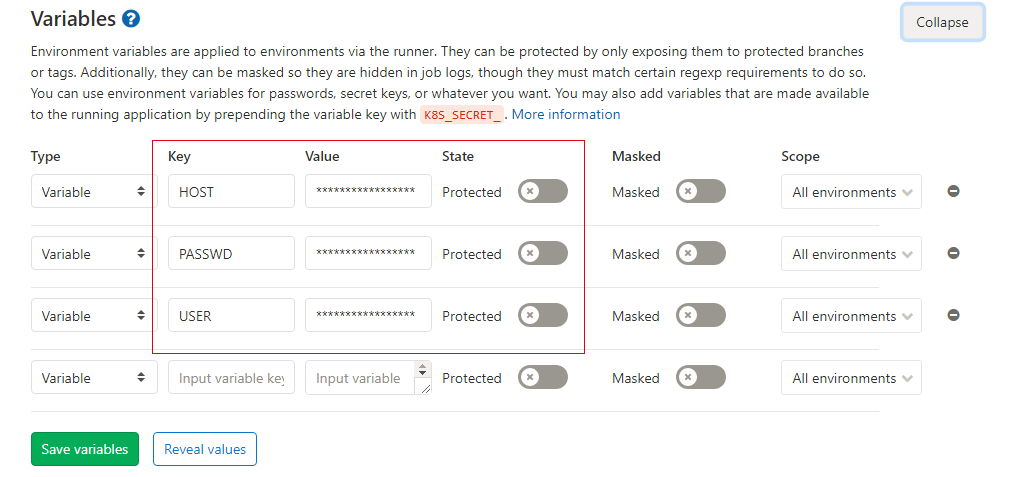 Variables ?
Collapse
Environment variables are applied to environments via the runner. They can be protected by only exposing them to protected branches
or tags. Additionally, they can be masked so they are hidden in job logs, though they must match certain regexp requirements to do so.
You can use environment variables for passwords, secret keys, or whatever you want. You may also add variables that are made available
to the running application by prepending the variable key with K8S_SECRET_. More information
Type Key Value State Masked Scope
Variable HOST ***************** Protected Masked All environments
Variable PASSWD ***************** Protected Masked All environments
Variable USER ***************** Protected Masked All environments
Variable Input variable key Input variable Protected Masked All environments
Save variables Reveal values